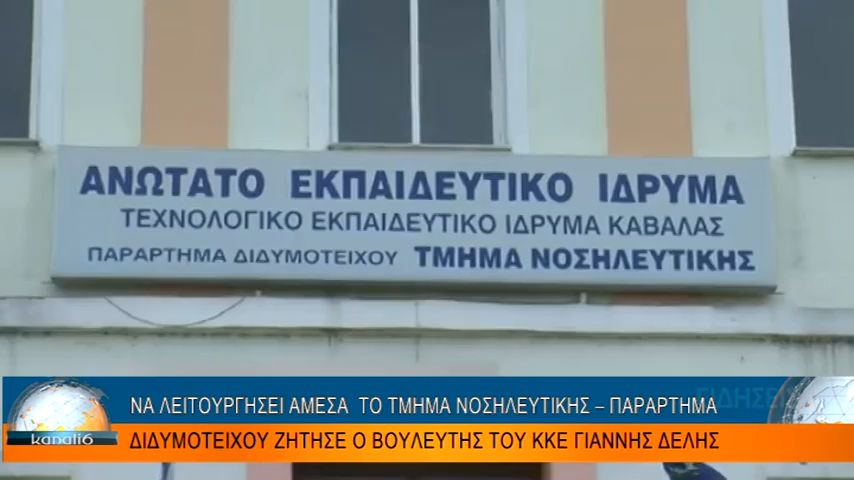 ΑΝΩΤΑΤΟ ΕΚΠΑΙΔΕΥΤΙΚΟ ΙΔΡΥΜΑ
ΤΕΧΝΟΛΟΓΙΚΟ ΕΚΠΑΙΔΕΥΤΙΚΟ ΙΔΡΥΜΑ ΚΑΒΑΛΑΣ
ΠΑΡΑΡΤΗΜΑ ΔΙΔΥΜΟΤΕΙΧΟΥ ΤΜΗΜΑ ΝΟΣΗΛΕΥΤΙΚΗΣ
ΕΙΔΗΣΕΙ
ΝΑ ΛΕΙΤΟΥΡΓΗΣΕΙ ΑΜΕΣΑ ΤΟ ΤΜΗΜΑ ΝΟΣΗΛΕΥΤΙΚΗΣ – ΠΑΡΑΡΤΗΜΑ
kanali6
ΔΙΔΥΜΟΤΕΙΧΟΥ ΖΗΤΗΣΕ Ο ΒΟΥΛΕΥΤΗΣ ΤΟΥ ΚΚΕ ΓΙΑΝΝΗΣ ΔΕΛΗΣ